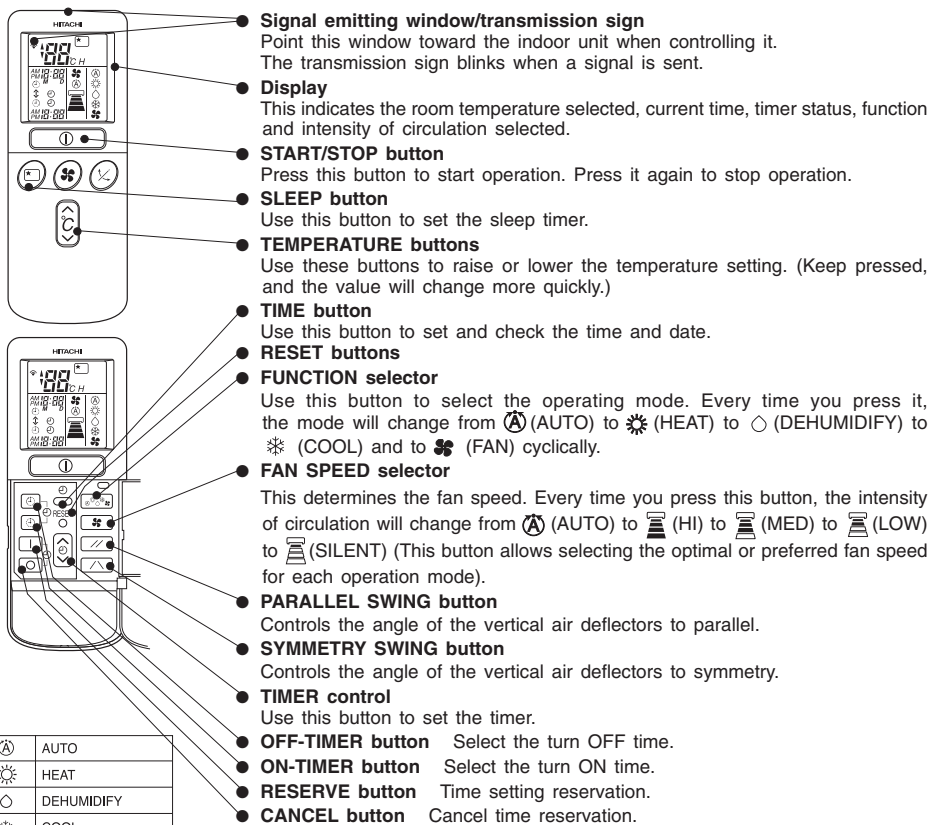 HITACHI
°C H
AM
PM
M D
AM
PM
°C
HITACHI
°C H
AM
PM
M D
AM
PM
RESET
Signal emitting window/transmission sign
Point this window toward the indoor unit when controlling it.
The transmission sign blinks when a signal is sent.
Display
This indicates the room temperature selected, current time, timer status, function
and intensity of circulation selected.
START/STOP button
Press this button to start operation. Press it again to stop operation.
SLEEP button
Use this button to set the sleep timer.
TEMPERATURE buttons
Use these buttons to raise or lower the temperature setting. (Keep pressed,
and the value will change more quickly.)
TIME button
Use this button to set and check the time and date.
RESET buttons
FUNCTION selector
Use this button to select the operating mode. Every time you press it,
the mode will change from (A) (AUTO) to (HEAT) to (DEHUMIDIFY) to
(COOL) and to (FAN) cyclically.
FAN SPEED selector
This determines the fan speed. Every time you press this button, the intensity
of circulation will change from (A) (AUTO) to (HI) to (MED) to (LOW)
to (SILENT) (This button allows selecting the optimal or preferred fan speed
for each operation mode).
PARALLEL SWING button
Controls the angle of the vertical air deflectors to parallel.
SYMMETRY SWING button
Controls the angle of the vertical air deflectors to symmetry.
TIMER control
Use this button to set the timer.
OFF-TIMER button Select the turn OFF time.
ON-TIMER button Select the turn ON time.
RESERVE button Time setting reservation.
CANCEL button Cancel time reservation.
(A) AUTO
HEAT
DEHUMIDIFY